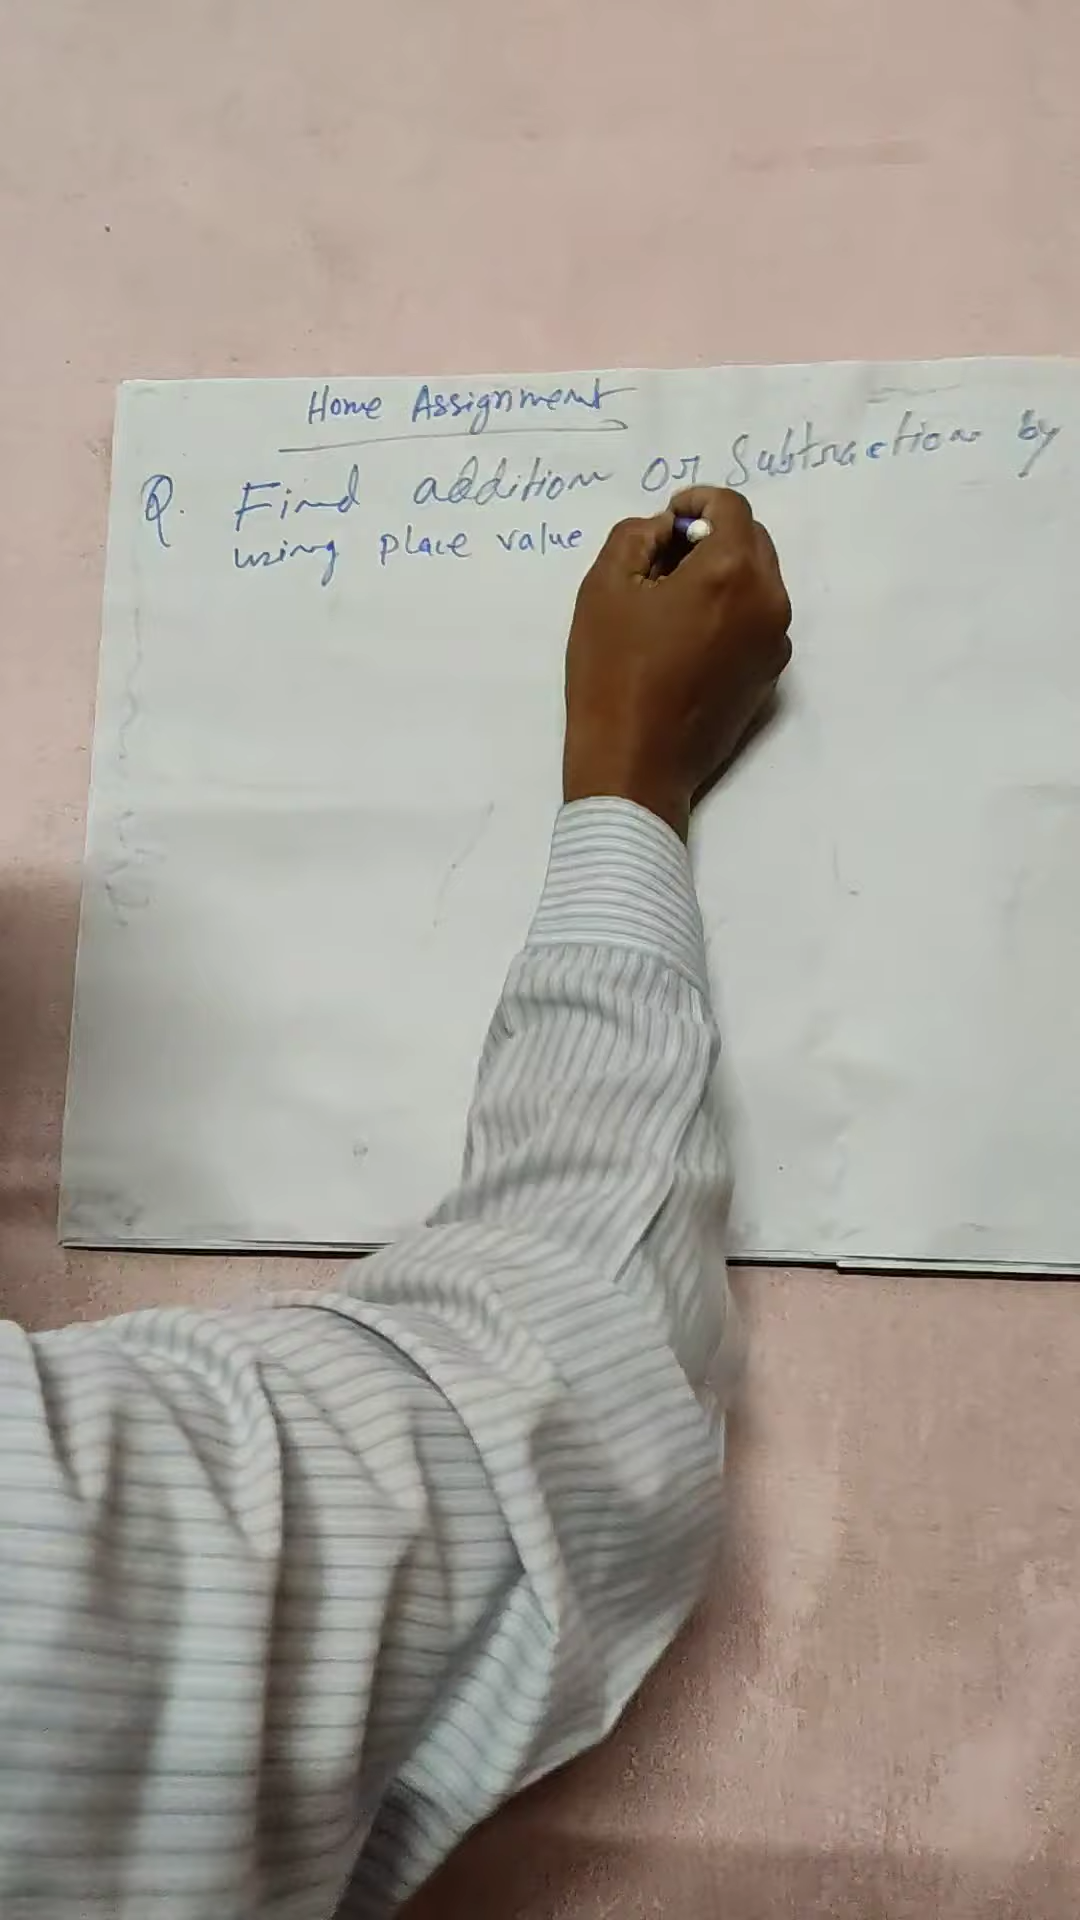 Home Assignment
Q. Find addition or Subtraction by
using place value